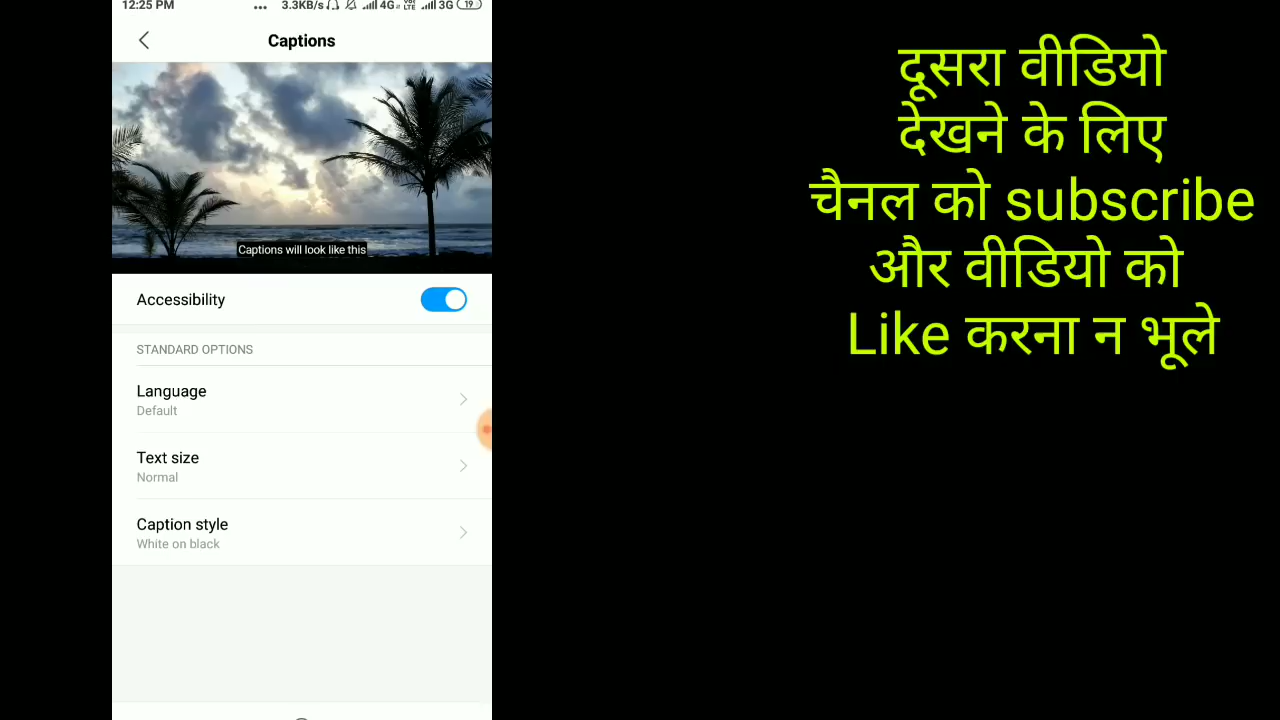 12:25 PM ... 3.3KB/s 4G VoLTE 3G 19
Captions
Captions will look like this
Accessibility
STANDARD OPTIONS
Language
Default
Text size
Normal
Caption style
White on black
दूसरा वीडियो
देखने के लिए
चैनल को subscribe
और वीडियो को
Like करना न भूले